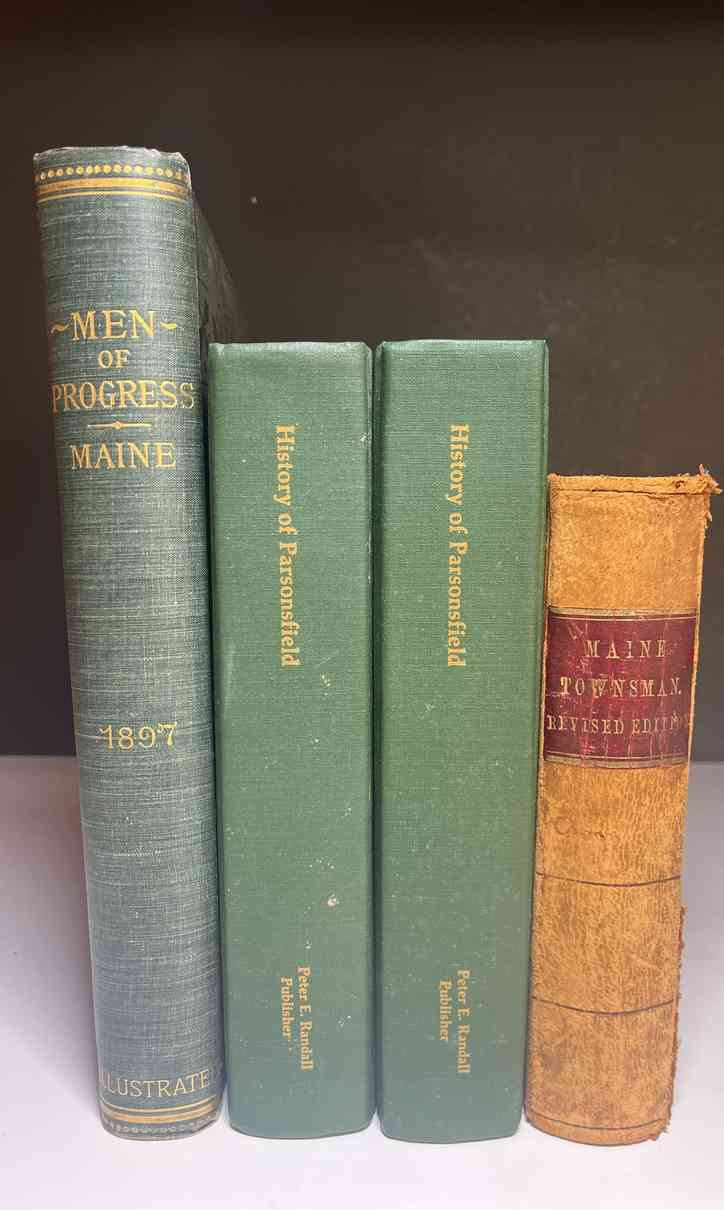 ~MEN~
OF
PROGRESS
MAINE
1897
ILLUSTRATE
History of Parsonsfield
Peter E. Randall
Publisher
History of Parsonsfield
Peter E. Randall
Publisher
MAINE
TOWNSMAN.
REVISED EDITION